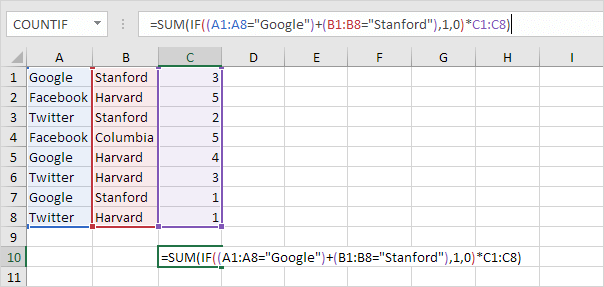 COUNTIF =SUM(IF((A1:A8="Google")+(B1:B8="Stanford"),1,0)*C1:C8)
A B C D E F G H I
1 Google Stanford 3
2 Facebook Harvard 5
3 Twitter Stanford 2
4 Facebook Columbia 5
5 Google Harvard 4
6 Twitter Harvard 3
7 Google Stanford 1
8 Twitter Harvard 1
9
10 =SUM(IF((A1:A8="Google")+(B1:B8="Stanford"),1,0)*C1:C8)
11